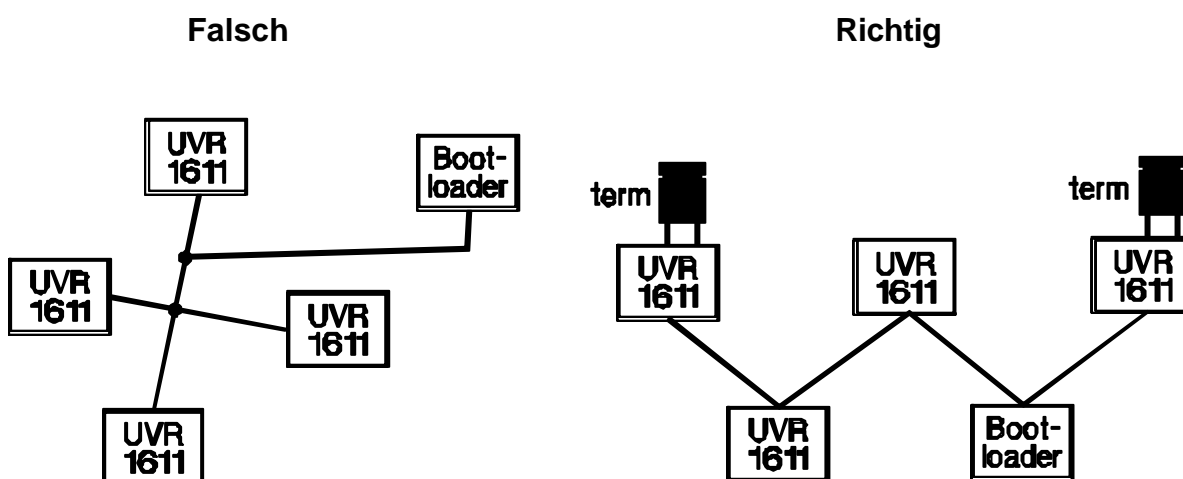 Falsch
Richtig
UVR
1611
Boot-
loader
UVR
1611
UVR
1611
UVR
1611
term
term
UVR
1611
UVR
1611
UVR
1611
UVR
1611
Boot-
loader